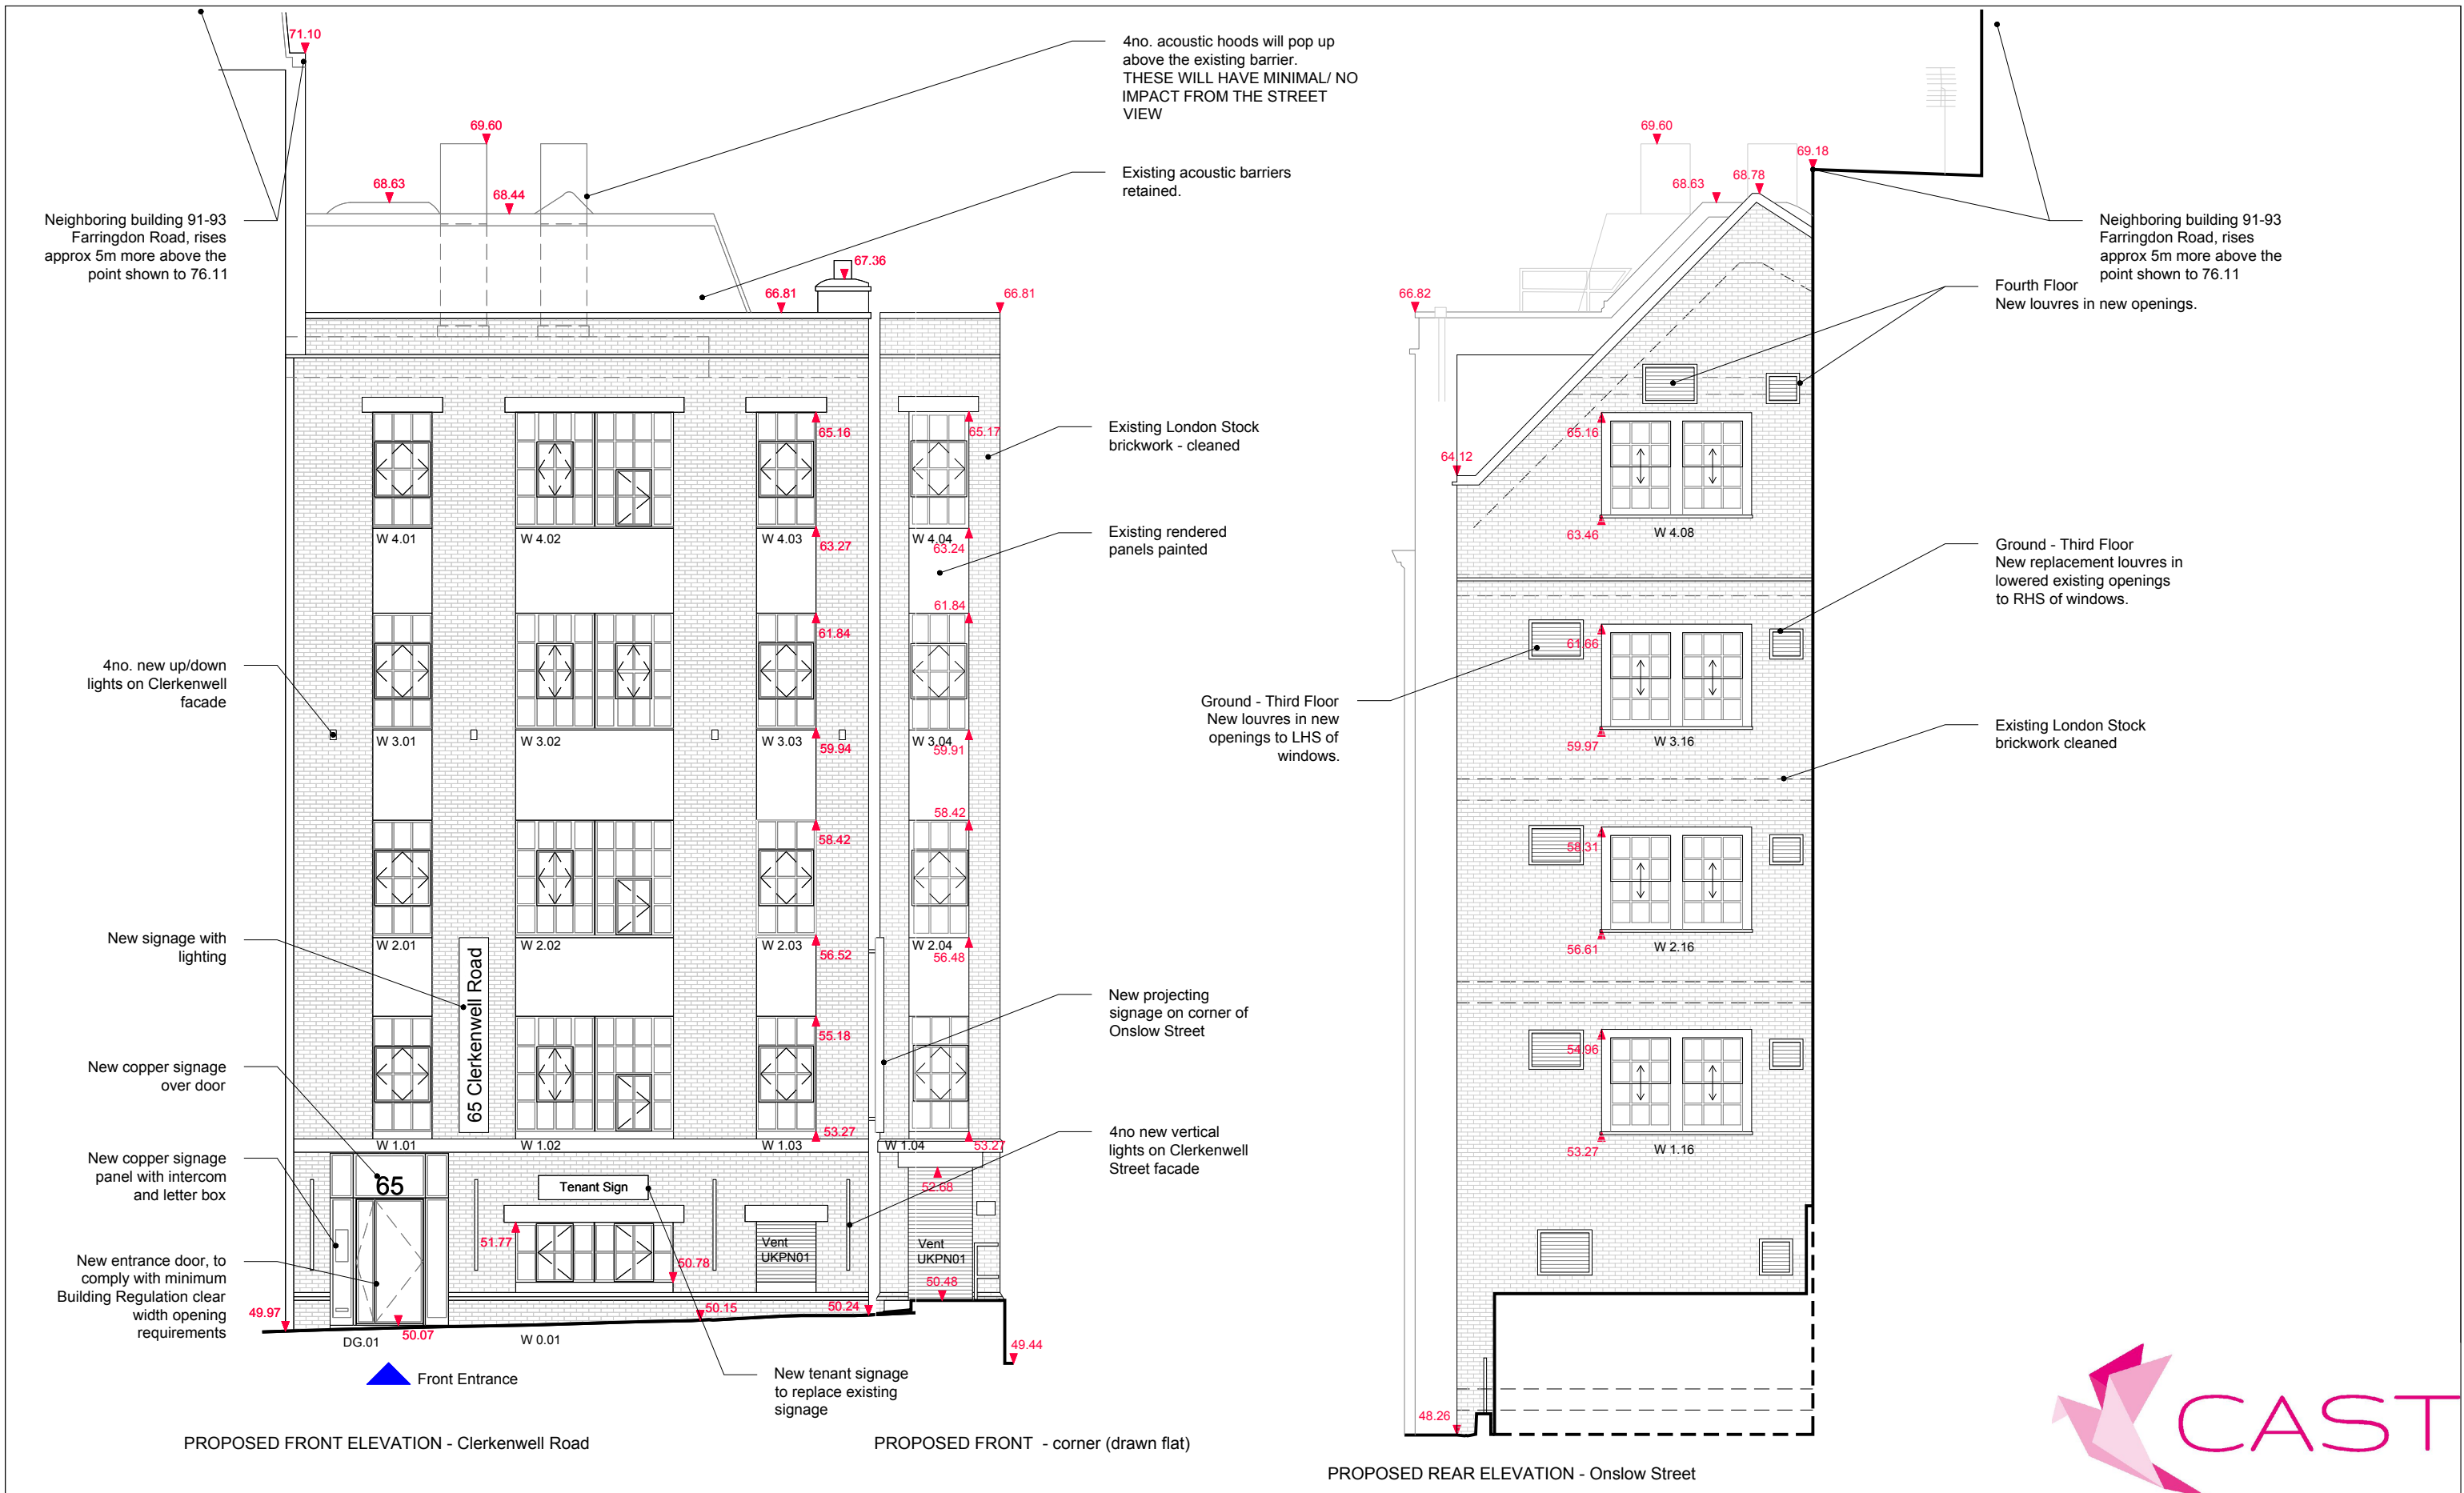 71.10
69.60
68.63
68.44
67.36
66.81
66.81
4no. acoustic hoods will pop up
above the existing barrier.
THESE WILL HAVE MINIMAL/ NO
IMPACT FROM THE STREET
VIEW
Existing acoustic barriers
retained.
Neighboring building 91-93
Farringdon Road, rises
approx 5m more above the
point shown to 76.11
65.16
65.17
Existing London Stock
brickwork - cleaned
W 4.01
W 4.02
W 4.03
63.27
W 4.04
63.24
Existing rendered
panels painted
61.84
61.84
4no. new up/down
lights on Clerkenwell
facade
W 3.01
W 3.02
W 3.03
59.94
W 3.04
59.91
58.42
58.42
New signage with
lighting
W 2.01
65 Clerkenwell Road
W 2.02
W 2.03
56.52
W 2.04
56.48
New projecting
signage on corner of
Onslow Street
55.18
New copper signage
over door
53.27
W 1.01
W 1.02
W 1.03
W 1.04
53.27
4no new vertical
lights on Clerkenwell
Street facade
New copper signage
panel with intercom
and letter box
65
Tenant Sign
52.68
51.77
50.78
Vent
UKPN01
Vent
UKPN01
50.48
New entrance door, to
comply with minimum
Building Regulation clear
width opening
requirements
49.97
50.07
50.15
50.24
49.44
DG.01
W 0.01
Front Entrance
New tenant signage
to replace existing
signage
PROPOSED FRONT ELEVATION - Clerkenwell Road
PROPOSED FRONT - corner (drawn flat)
69.60
69.18
68.63
68.78
66.82
Neighboring building 91-93
Farringdon Road, rises
approx 5m more above the
point shown to 76.11
Fourth Floor
New louvres in new openings.
65.16
64.12
63.46
W 4.08
Ground - Third Floor
New replacement louvres in
lowered existing openings
to RHS of windows.
61.66
Ground - Third Floor
New louvres in new
openings to LHS of
windows.
59.97
W 3.16
Existing London Stock
brickwork cleaned
58.31
56.61
W 2.16
54.96
53.27
W 1.16
48.26
PROPOSED REAR ELEVATION - Onslow Street
CAST